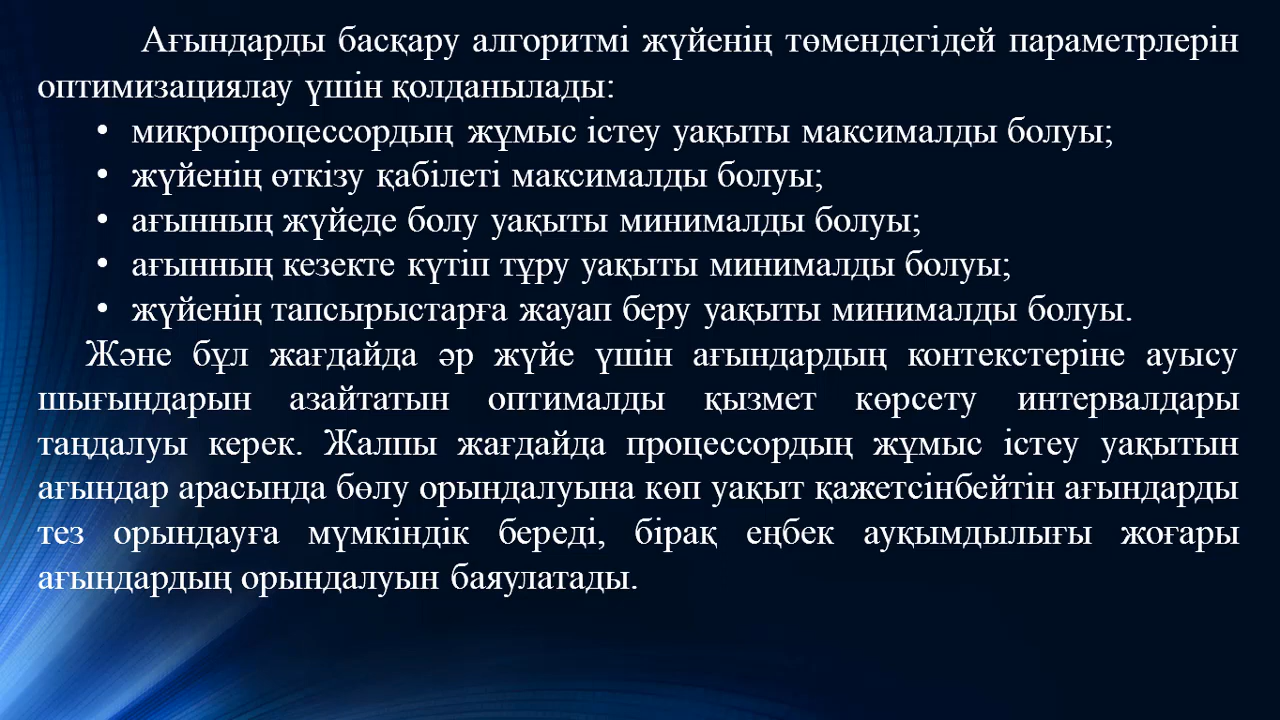 Ағындарды басқару алгоритмі жүйенің төмендегідей параметрлерін
оптимизациялау үшін қолданылады:
• микропроцессордың жұмыс істеу уақыты максималды болуы;
• жүйенің өткізу қабілеті максималды болуы;
• ағынның жүйеде болу уақыты минималды болуы;
• ағынның кезекте күтіп тұру уақыты минималды болуы;
• жүйенің тапсырыстарға жауап беру уақыты минималды болуы.
Және бұл жағдайда әр жүйе үшін ағындардың контекстеріне ауысу
шығындарын азайтатын оптималды қызмет көрсету интервалдары
таңдалуы керек. Жалпы жағдайда процессордың жұмыс істеу уақытын
ағындар арасында бөлу орындалуына көп уақыт қажетсінбейтін ағындарды
тез орындауға мүмкіндік береді, бірақ еңбек ауқымдылығы жоғары
ағындардың орындалуын баяулатады.